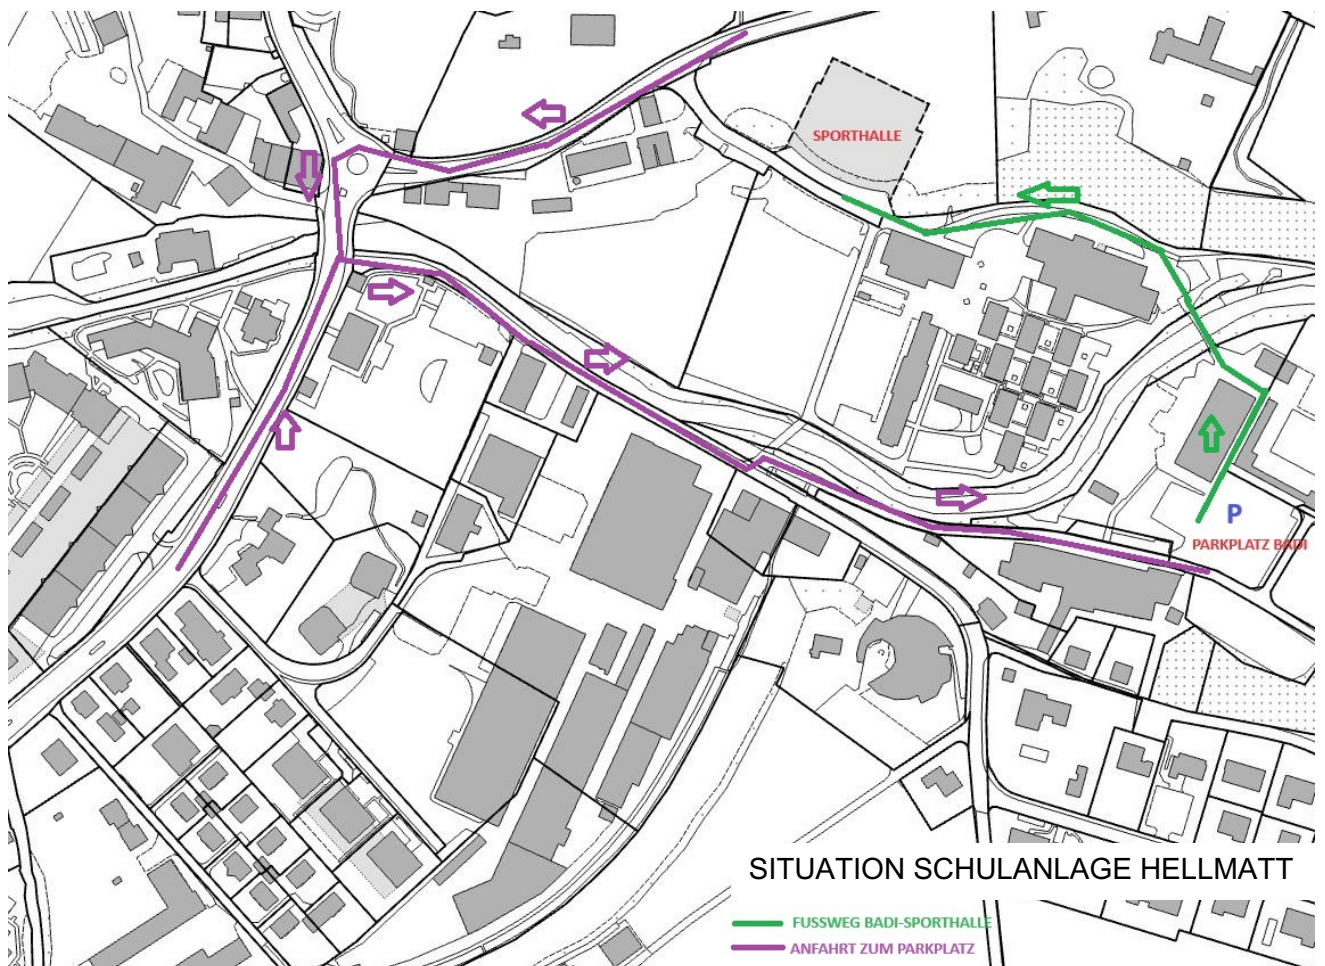 SPORTHALLE
P
PARKPLATZ BADI
SITUATION SCHULANLAGE HELLMATT
FUSSWEG BADI-SPORTHALLE
ANFAHRT ZUM PARKPLATZ